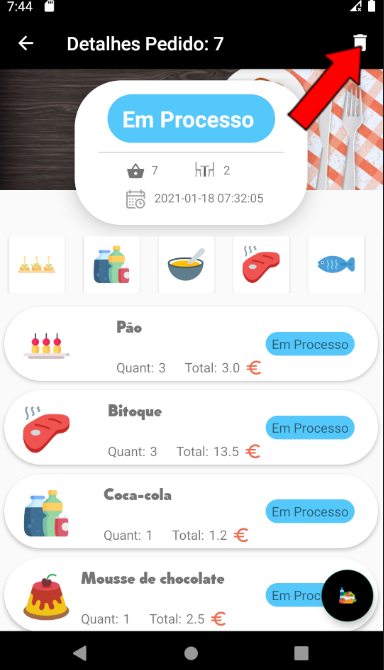 7:44
Detalhes Pedido: 7
Em Processo
7 2
2021-01-18 07:32:05
Pão
Quant: 3 Total: 3.0 €
Em Processo
Bitoque
Quant: 3 Total: 13.5 €
Em Processo
Coca-cola
Quant: 1 Total: 1.2 €
Em Processo
Mousse de chocolate
Quant: 1 Total: 2.5 €
Em